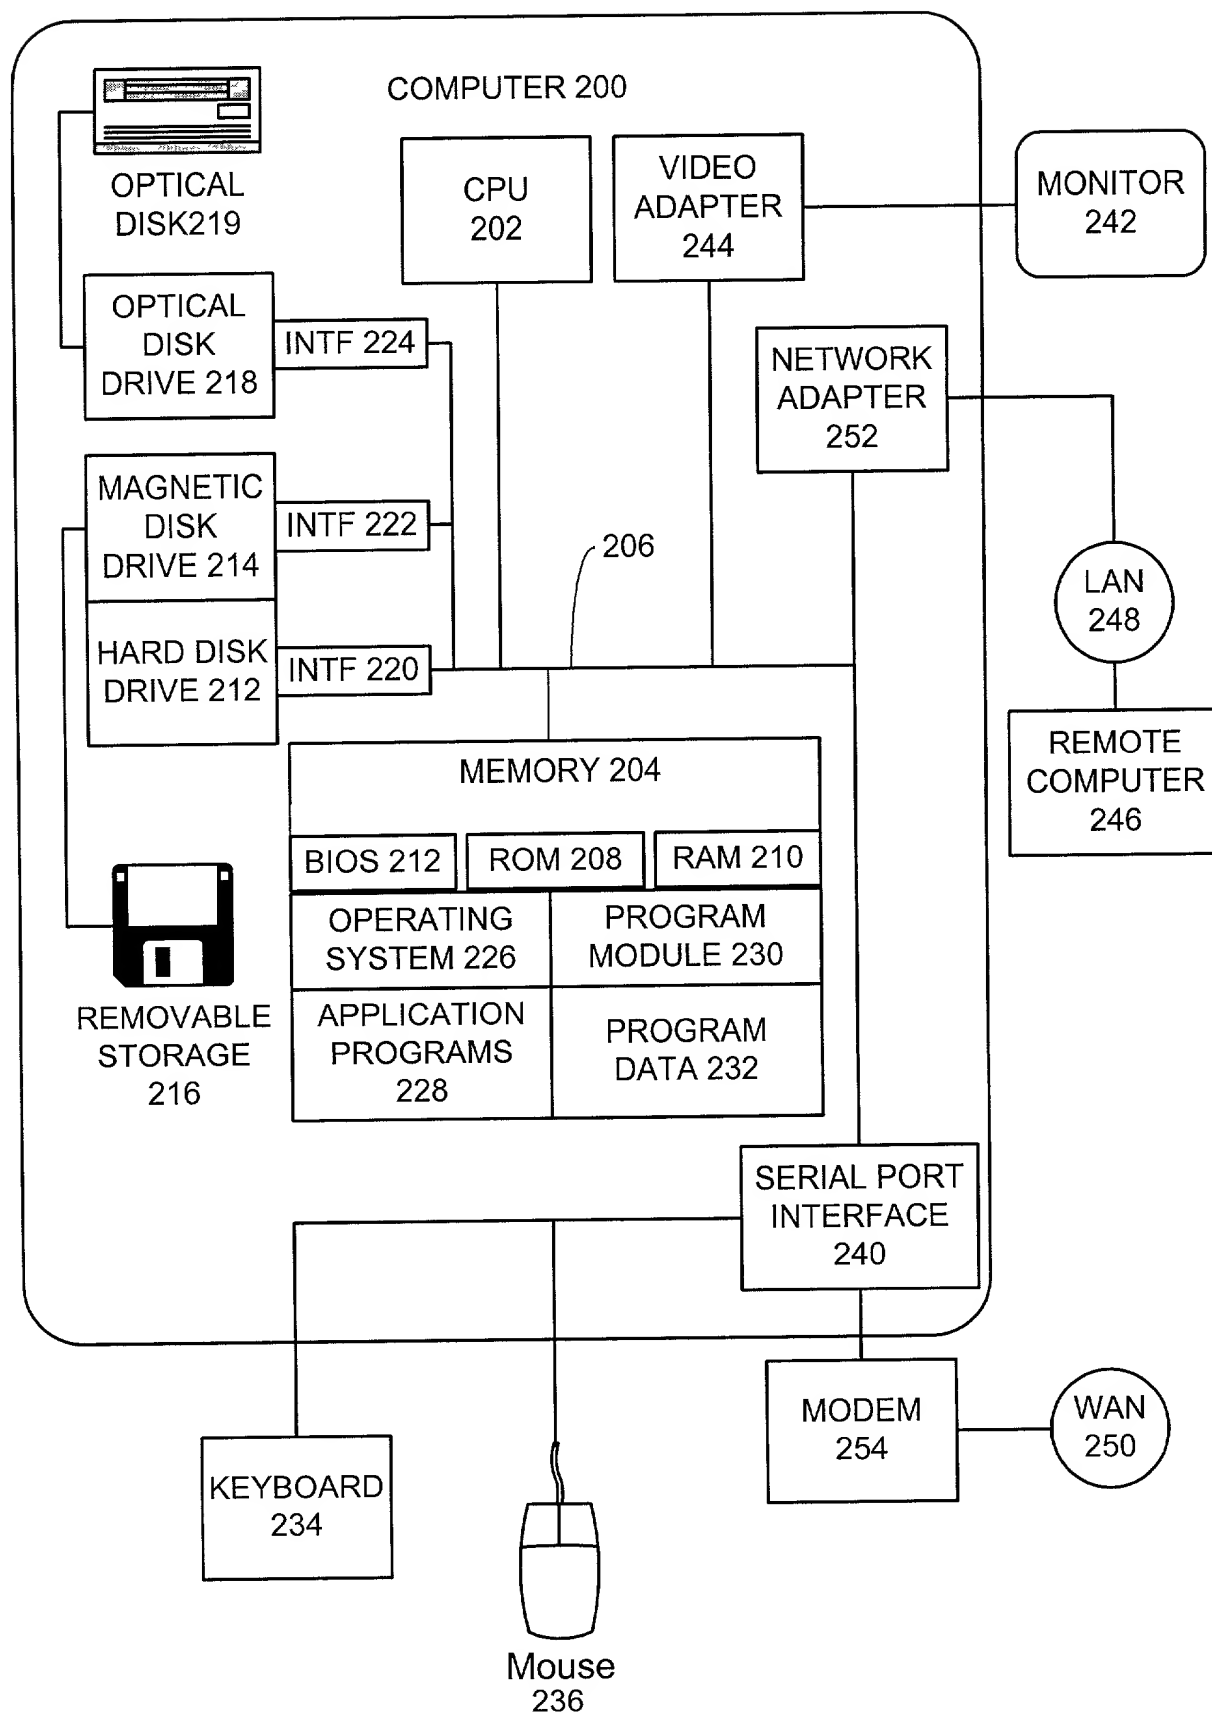 COMPUTER 200
OPTICAL
DISK219
CPU
202
VIDEO
ADAPTER
244
MONITOR
242
OPTICAL
DISK
DRIVE 218
INTF 224
NETWORK
ADAPTER
252
MAGNETIC
DISK
DRIVE 214
INTF 222
206
LAN
248
HARD DISK
DRIVE 212
INTF 220
REMOTE
COMPUTER
246
MEMORY 204
BIOS 212
ROM 208
RAM 210
OPERATING
SYSTEM 226
PROGRAM
MODULE 230
APPLICATION
PROGRAMS
228
PROGRAM
DATA 232
REMOVABLE
STORAGE
216
SERIAL PORT
INTERFACE
240
MODEM
254
WAN
250
KEYBOARD
234
Mouse
236